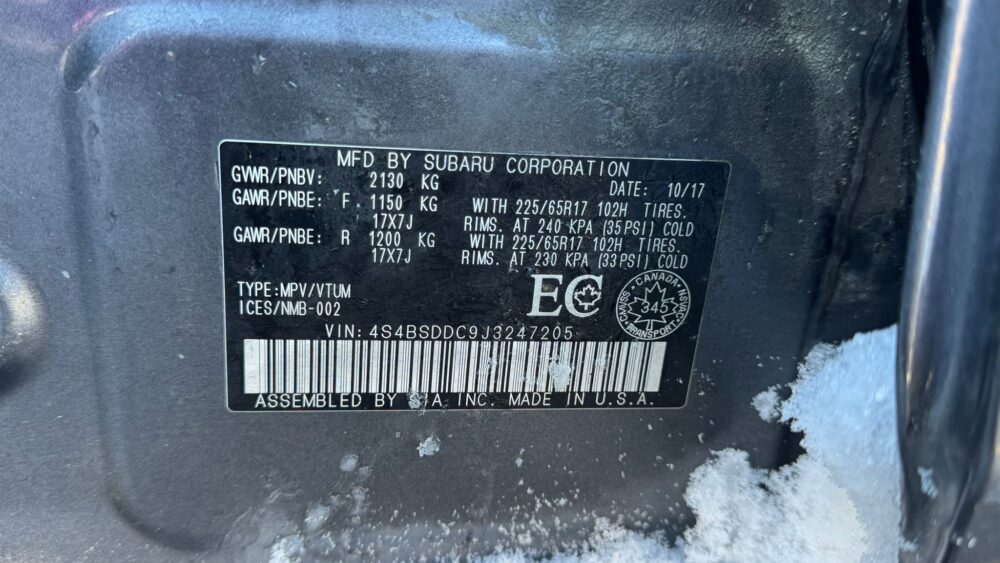 MFD BY SUBARU CORPORATION
GVWR/PNBV: 2130 KG DATE: 10/17
GAWR/PNBE: F 1150 KG WITH 225/65R17 102H TIRES.
17X7J RIMS. AT 240 KPA (35PSI) COLD
GAWR/PNBE: R 1200 KG WITH 225/65R17 102H TIRES.
17X7J RIMS. AT 230 KPA (33PSI) COLD
TYPE:MPV/VTUM
ICES/NMB-002
EC
CANADA
345
TRANSPORT
CMVSS
NSVAC
VIN: 4S4BSDDC9J3247205
ASSEMBLED BY INC. MADE IN U.S.A.